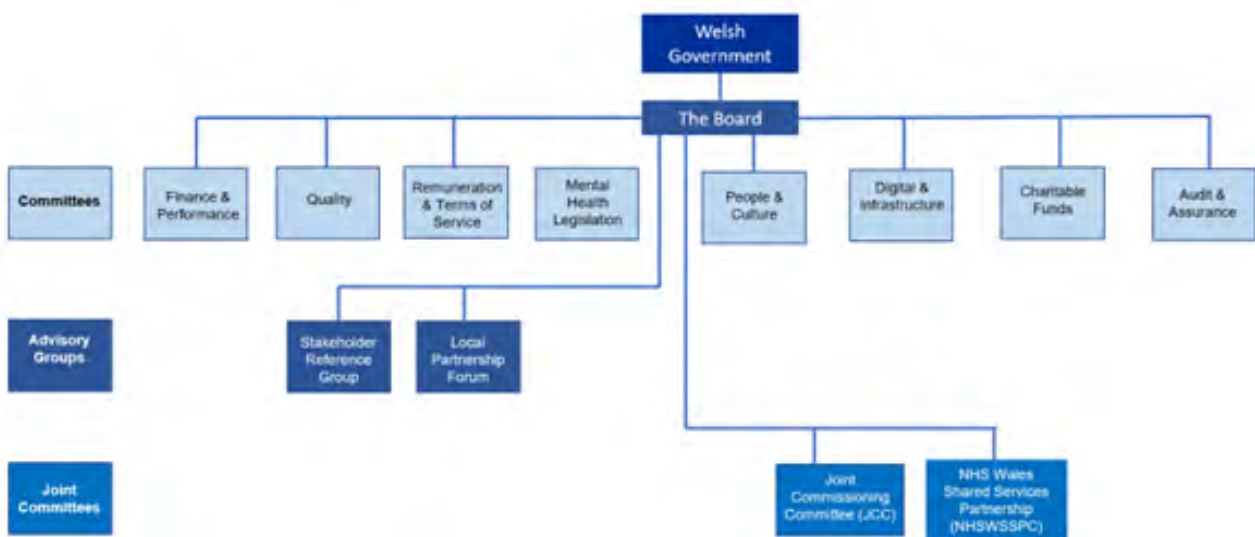 Welsh
Government
The Board
Committees
Finance &
Performance
Quality
Remuneration
& Terms of
Service
Mental
Health
Legislation
People &
Culture
Digital &
Infrastructure
Charitable
Funds
Audit &
Assurance
Advisory
Groups
Stakeholder
Reference
Group
Local
Partnership
Forum
Joint
Committees
Joint
Commissioning
Committee (JCC)
NHS Wales
Shared Services
Partnership
(NHSWSSPC)